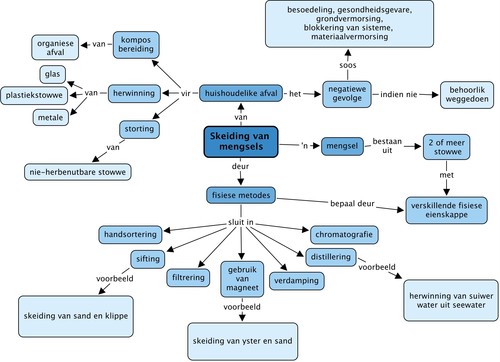 besoedeling, gesondheidsgevare,
grondvermorsing,
blokkering van sisteme,
materiaalvermorsing
organiese
afval
van
kompos
bereiding
soos
glas
plastiekstowwe
metale
van
herwinning
vir
huishoudelike afval
het
negatiewe
gevolge
indien nie
behoorlik
weggedoen
storting
van
van
nie-herbenutbare stowwe
Skeiding van
mengsels
'n
mengsel
bestaan
uit
2 of meer
stowwe
deur
met
fisiese metodes
bepaal deur
verskillende fisiese
eienskappe
sluit in
handsortering
chromatografie
sifting
distillering
filtrering
gebruik
van
magneet
verdamping
voorbeeld
voorbeeld
voorbeeld
skeiding van sand en klippe
herwinning van suiwer
water uit seewater
skeiding van yster en sand